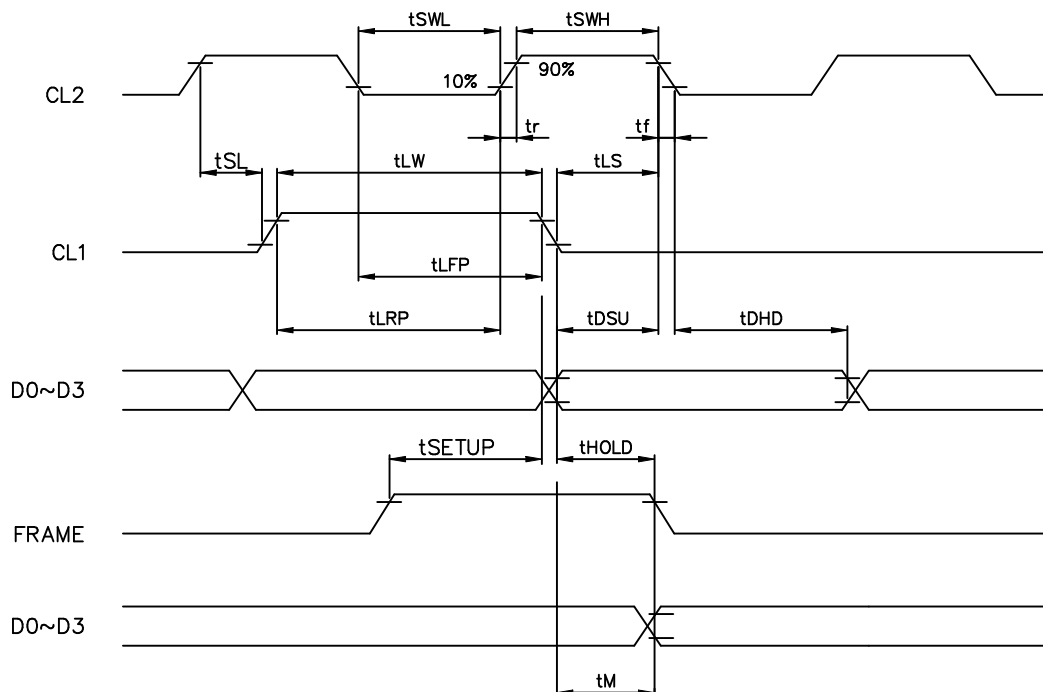 tSWL tSWH
CL2 10% 90%
tr tf
tSL tLW tLS
CL1
tLFP
tLRP tDSU tDHD
D0~D3
tSETUP tHOLD
FRAME
D0~D3
tM